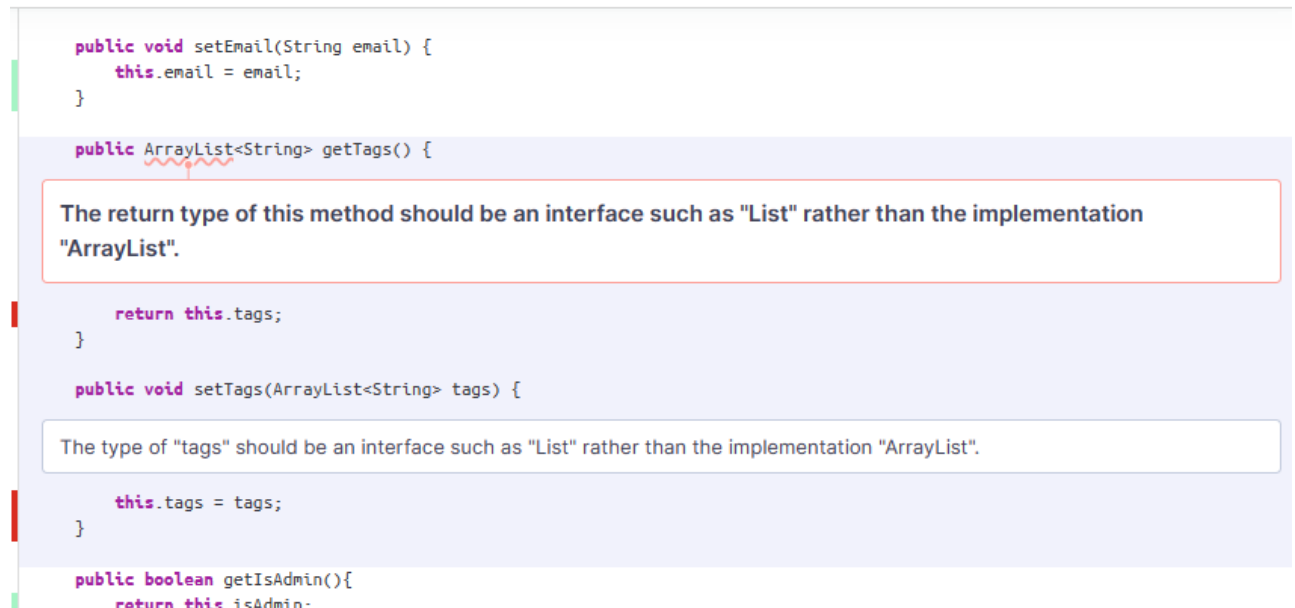 public void setEmail(String email) {
this.email = email;
}
public ArrayList<String> getTags() {
The return type of this method should be an interface such as "List" rather than the implementation
"ArrayList".
return this.tags;
}
public void setTags(ArrayList<String> tags) {
The type of "tags" should be an interface such as "List" rather than the implementation "ArrayList".
this.tags = tags;
}
public boolean getIsAdmin(){
return this.isAdmin;